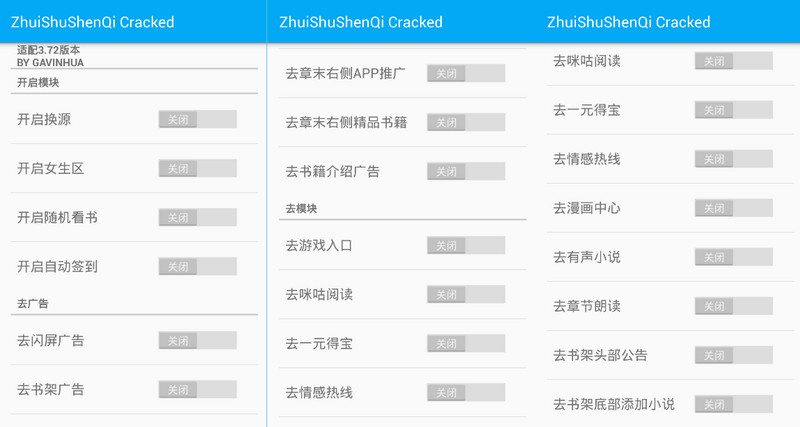 ZhuiShuShenQi Cracked
适配3.72版本
BY GAVINHUA
开启模块
开启换源 关闭
开启女生区 关闭
开启随机看书 关闭
开启自动签到 关闭
去广告
去闪屏广告 关闭
去书架广告 关闭
ZhuiShuShenQi Cracked
去章末右侧APP推广 关闭
去章末右侧精品书籍 关闭
去书籍介绍广告 关闭
去模块
去游戏入口 关闭
去咪咕阅读 关闭
去一元得宝 关闭
去情感热线 关闭
ZhuiShuShenQi Cracked
去咪咕阅读 关闭
去一元得宝 关闭
去情感热线 关闭
去漫画中心 关闭
去有声小说 关闭
去章节朗读 关闭
去书架头部公告 关闭
去书架底部添加小说 关闭